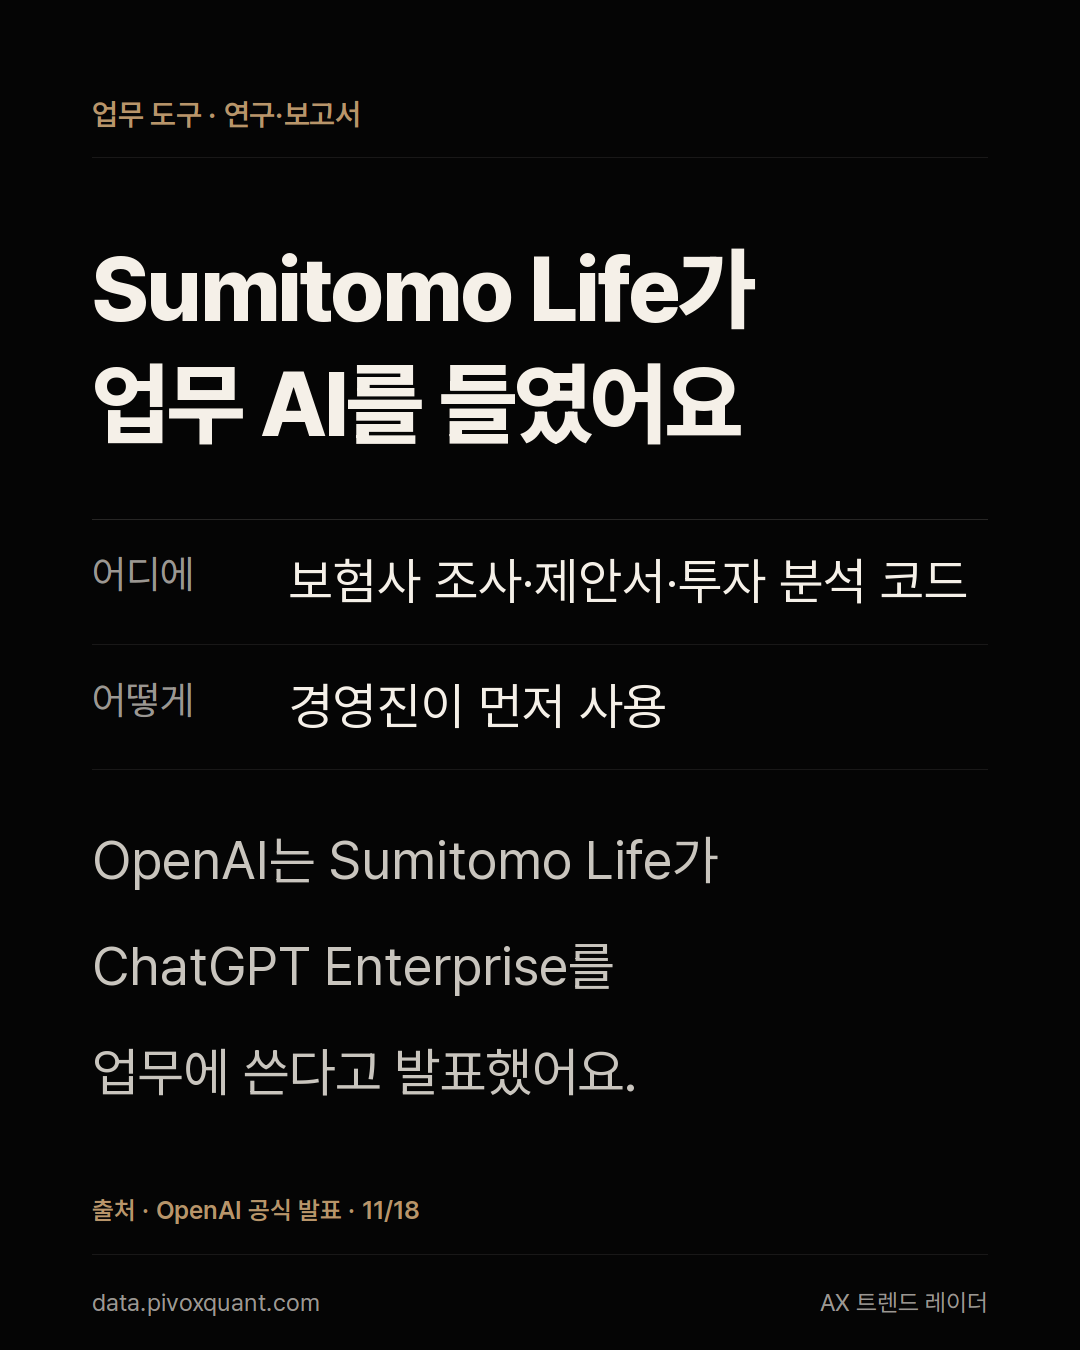 업무 도구 · 연구·보고서
Sumitomo Life가
업무 AI를 들였어요
어디에 보험사 조사·제안서·투자 분석 코드
어떻게 경영진이 먼저 사용
OpenAI는 Sumitomo Life가
ChatGPT Enterprise를
업무에 쓴다고 발표했어요.
출처 · OpenAI 공식 발표 · 11/18
data.pivoxquant.com AX 트렌드 레이더